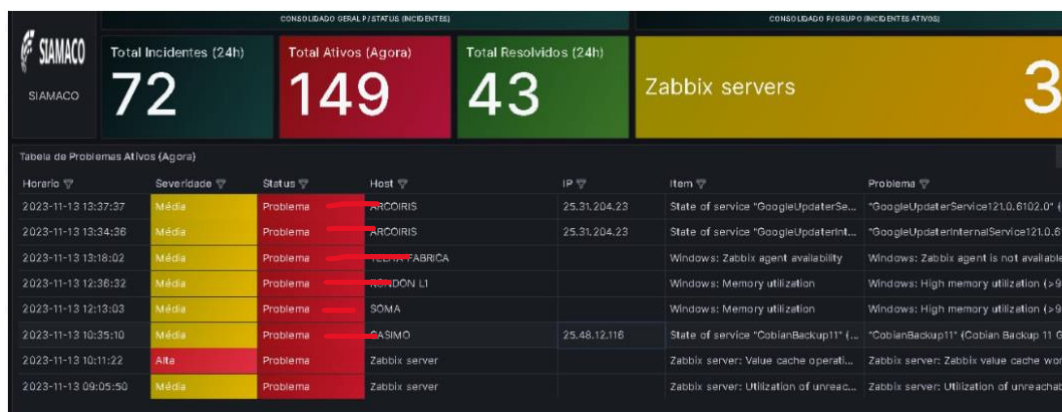 CONSOLIDADO GERAL P/STATUS (INCIDENTES)
CONSOLIDADO P/GRUPO (INCIDENTES ATIVOS)
SIAMACO
SIAMACO
Total Incidentes (24h)
72
Total Ativos (Agora)
149
Total Resolvidos (24h)
43
Zabbix servers
3
Tabela de Problemas Ativos (Agora)
Horario Severidade Status Host IP Item Problema
2023-11-13 13:37:37 Média Problema ARCOIRIS 25.31.204.23 State of service "GoogleUpdaterSe... "GoogleUpdaterService121.0.6102.0" (
2023-11-13 13:34:36 Média Problema ARCOIRIS 25.31.204.23 State of service "GoogleUpdaterInt... "GoogleUpdaterInternalService121.0.6
2023-11-13 13:18:02 Média Problema FABRICA Windows: Zabbix agent availability Windows: Zabbix agent is not available
2023-11-13 12:36:32 Média Problema RONDON L1 Windows: Memory utilization Windows: High memory utilization (>9
2023-11-13 12:13:03 Média Problema SOMA Windows: Memory utilization Windows: High memory utilization (>9
2023-11-13 10:35:10 Média Problema CASIMO 25.48.12.116 State of service "CobianBackup11" (... "CobianBackup11" (Cobian Backup 11 G
2023-11-13 10:11:22 Alta Problema Zabbix server Zabbix server: Value cache operati... Zabbix server: Zabbix value cache wor
2023-11-13 09:05:50 Média Problema Zabbix server Zabbix server: Utilization of unreac... Zabbix server: Utilization of unreachab